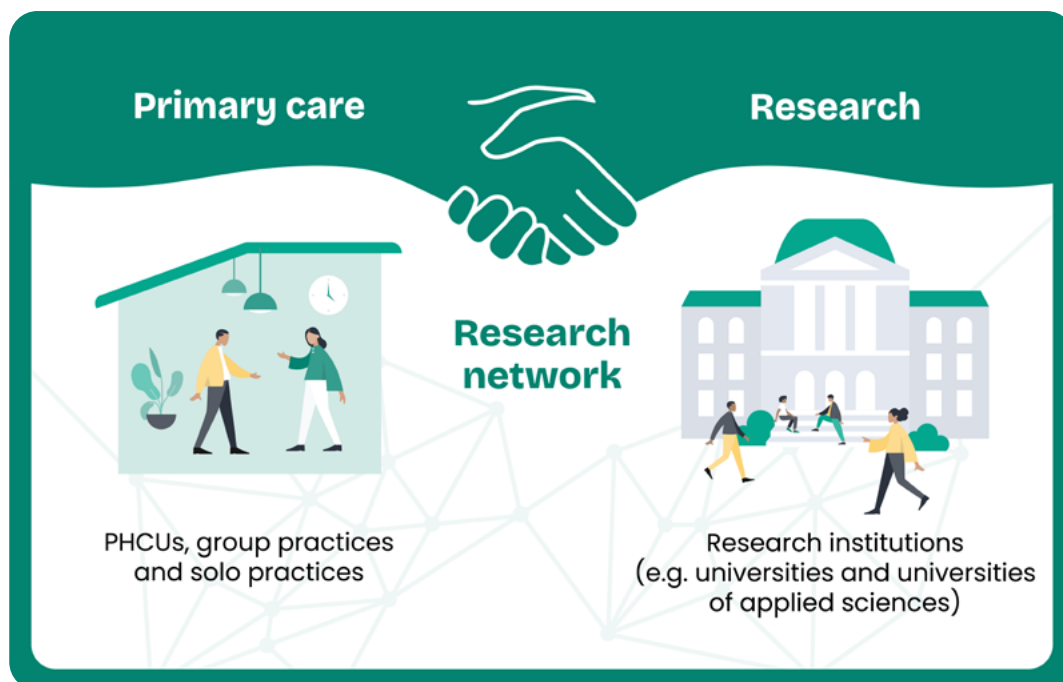 Primary care
Research
Research
network
PHCUs, group practices
and solo practices
Research institutions
(e.g. universities and universities
of applied sciences)